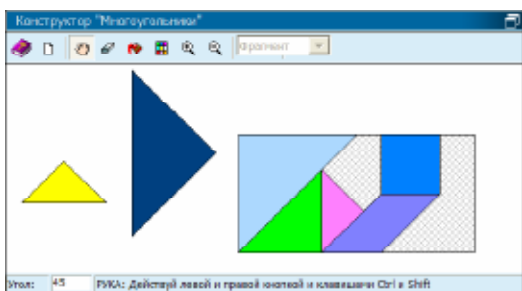 Конструктор "Многоугольники"
Фрагмент
Угол: 45 РУКА: Действуй левой и правой кнопкой и клавишами Ctrl и Shift